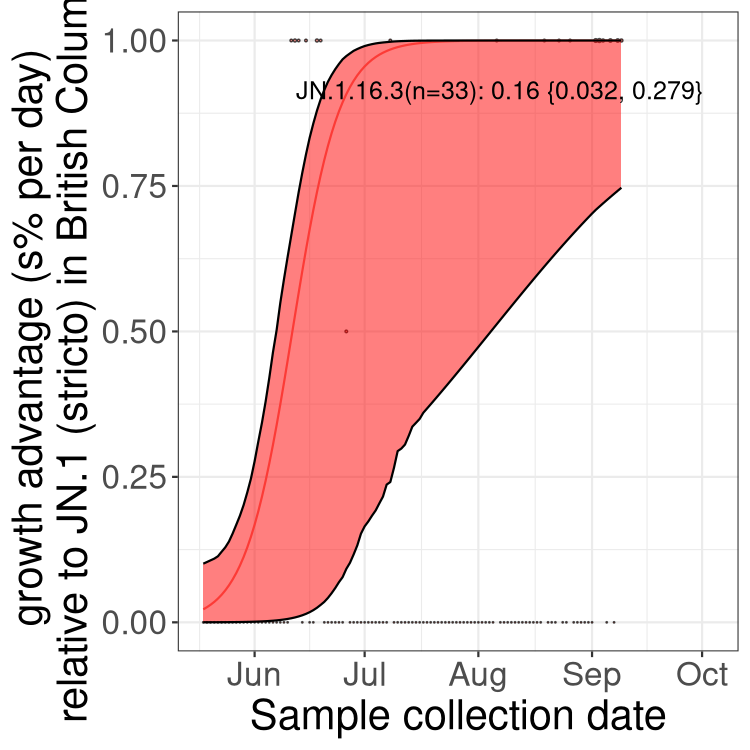 growth advantage (s% per day)
relative to JN.1 (stricto) in British Colum
1.00
0.75
0.50
0.25
0.00
JN.1.16.3(n=33): 0.16 {0.032, 0.279}
Jun Jul Aug Sep Oct
Sample collection date